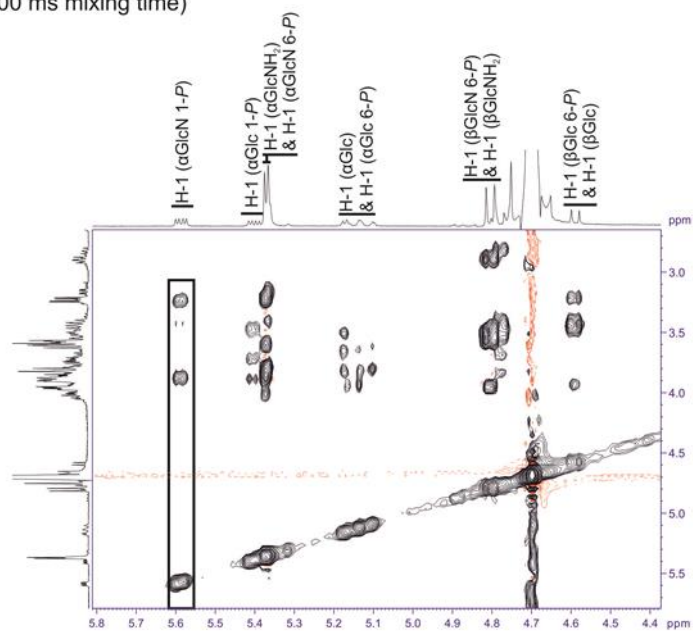 00 ms mixing time)
H-1 (αGlcN 1-P)
H-1 (αGlc 1-P)
H-1 (αGlcNH2)
& H-1 (αGlcN 6-P)
H-1 (αGlc)
& H-1 (αGlc 6-P)
H-1 (βGlcN 6-P)
& H-1 (βGlcNH2)
H-1 (βGlc 6-P)
& H-1 (βGlc)
ppm
3.0
3.5
4.0
4.5
5.0
5.5
5.8 5.7 5.6 5.5 5.4 5.3 5.2 5.1 5.0 4.9 4.8 4.7 4.6 4.5 4.4 ppm